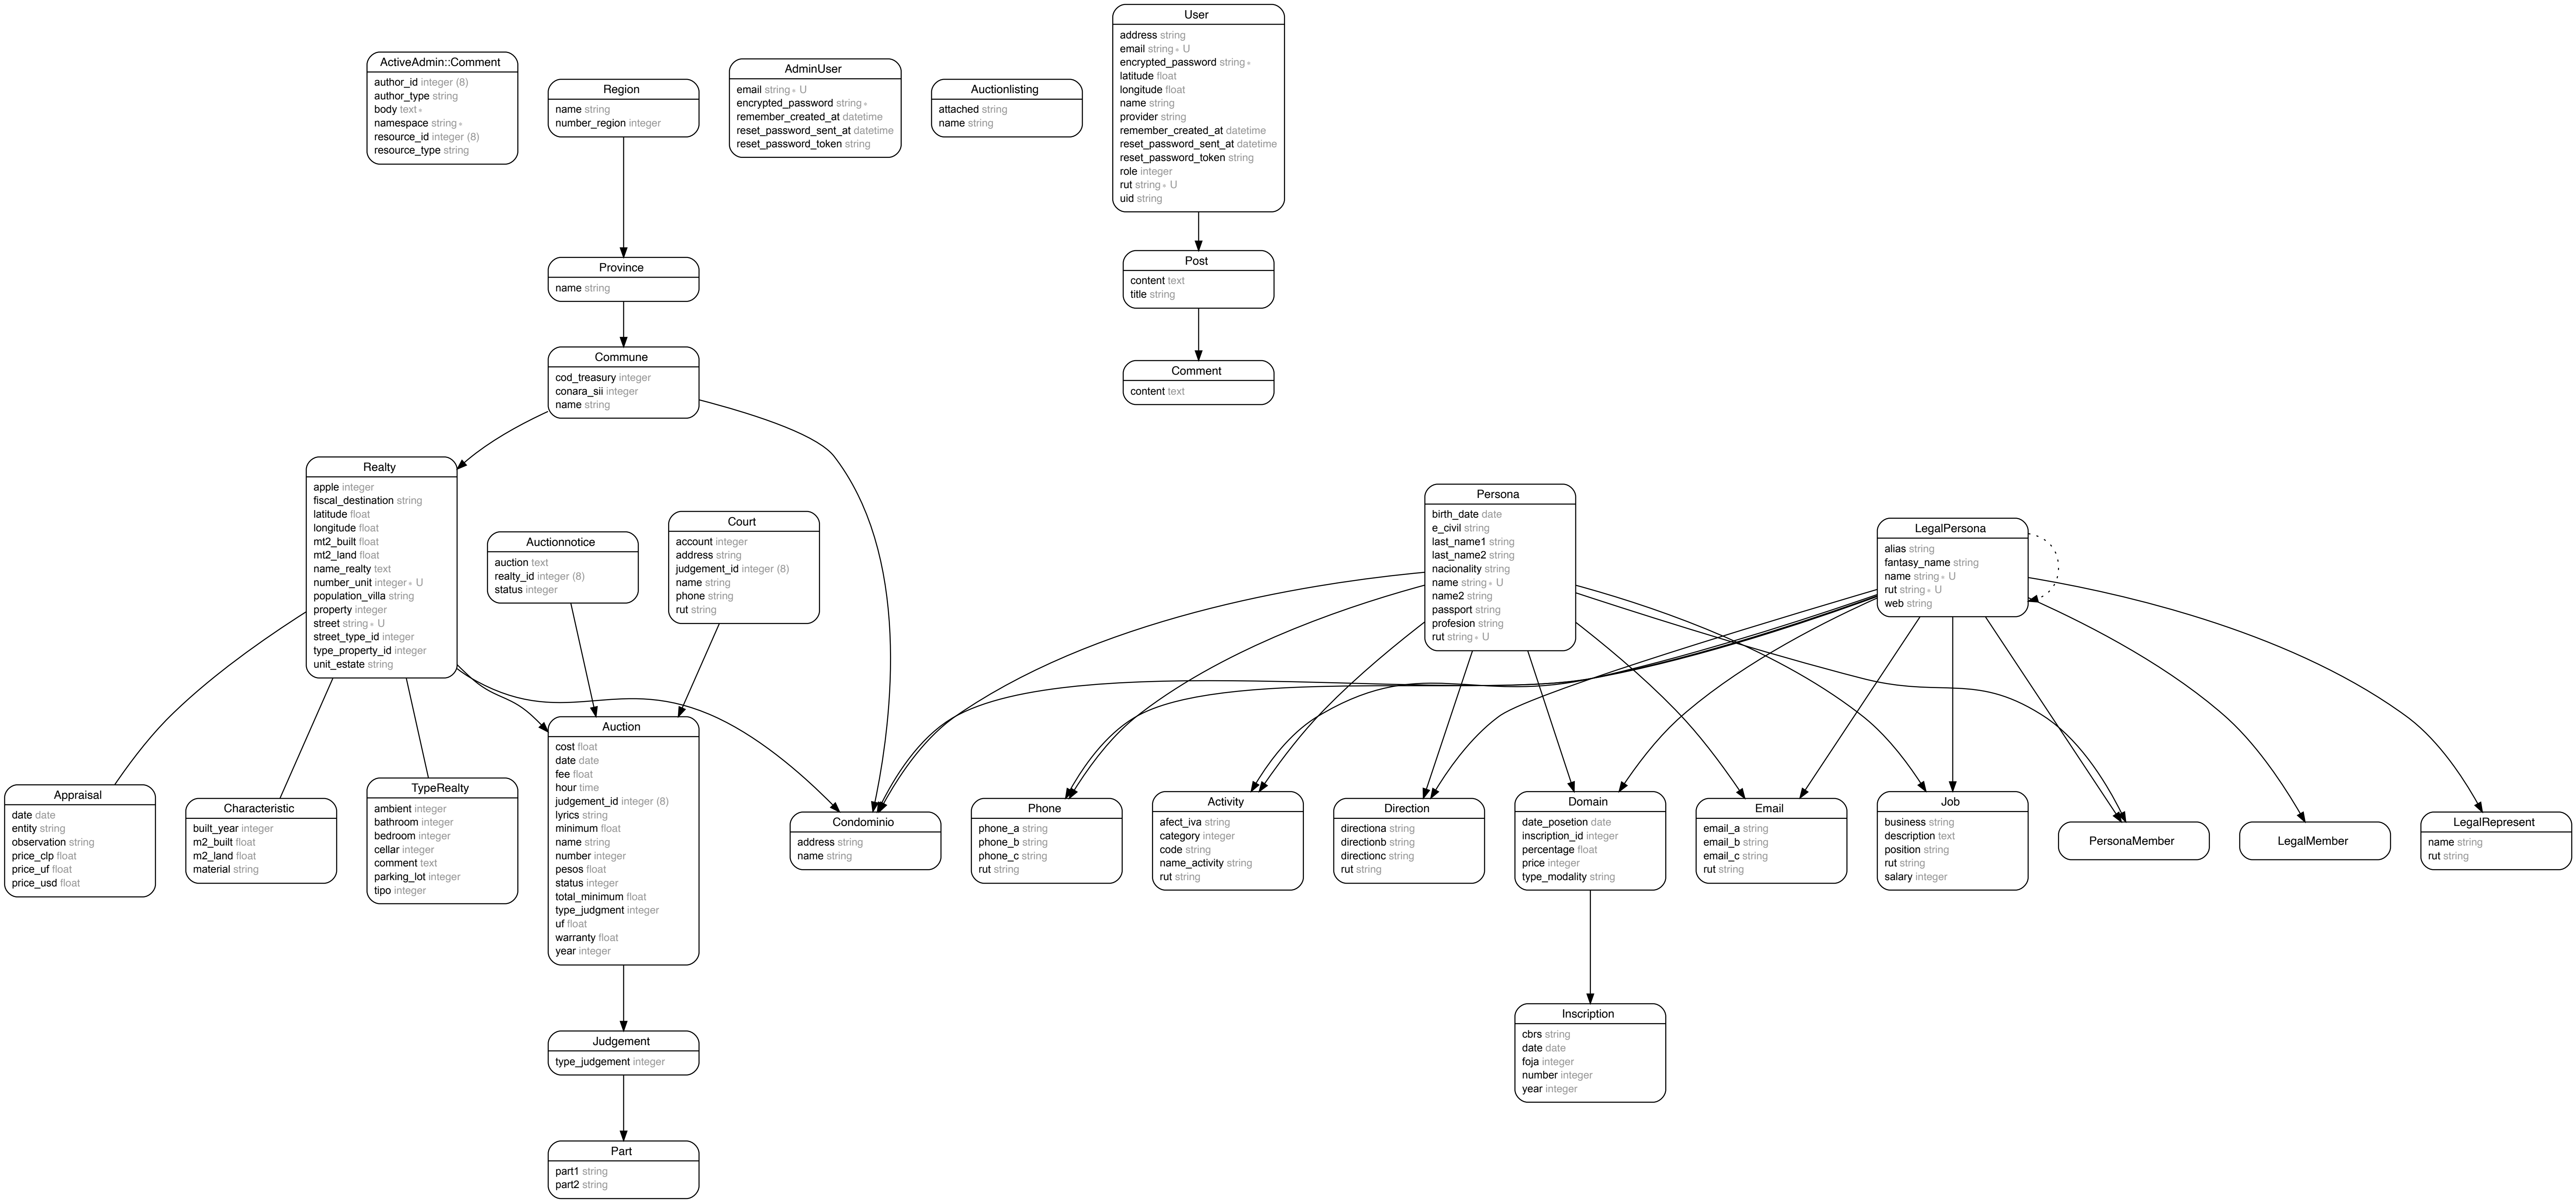 User
address string
email string∗ U
encrypted_password string∗
latitude float
longitude float
name string
provider string
remember_created_at datetime
reset_password_sent_at datetime
reset_password_token string
role integer
rut string∗ U
uid string
ActiveAdmin::Comment
author_id integer (8)
author_type string
body text∗
namespace string∗
resource_id integer (8)
resource_type string
Region
name string
number_region integer
AdminUser
email string∗ U
encrypted_password string∗
remember_created_at datetime
reset_password_sent_at datetime
reset_password_token string
Auctionlisting
attached string
name string
Province
name string
Post
content text
title string
Commune
cod_treasury integer
conara_sii integer
name string
Comment
content text
Realty
apple integer
fiscal_destination string
latitude float
longitude float
mt2_built float
mt2_land float
name_realty text
number_unit integer∗ U
population_villa string
property integer
street string∗ U
street_type_id integer
type_property_id integer
unit_estate string
Auctionnotice
auction text
realty_id integer (8)
status integer
Court
account integer
address string
judgement_id integer (8)
name string
phone string
rut string
Persona
birth_date date
e_civil string
last_name1 string
last_name2 string
nacionality string
name string∗ U
name2 string
passport string
profesion string
rut string∗ U
LegalPersona
alias string
fantasy_name string
name string∗ U
rut string∗ U
web string
Appraisal
date date
entity string
observation string
price_clp float
price_uf float
price_usd float
Characteristic
built_year integer
m2_built float
m2_land float
material string
TypeRealty
ambient integer
bathroom integer
bedroom integer
cellar integer
comment text
parking_lot integer
tipo integer
Auction
cost float
date date
fee float
hour time
judgement_id integer (8)
lyrics string
minimum float
name string
number integer
pesos float
status integer
total_minimum float
type_judgment integer
uf float
warranty float
year integer
Condominio
address string
name string
Phone
phone_a string
phone_b string
phone_c string
rut string
Activity
afect_iva string
category integer
code string
name_activity string
rut string
Direction
directiona string
directionb string
directionc string
rut string
Domain
date_posetion date
inscription_id integer
percentage float
price integer
type_modality string
Email
email_a string
email_b string
email_c string
rut string
Job
business string
description text
position string
rut string
salary integer
PersonaMember
LegalMember
LegalRepresent
name string
rut string
Inscription
cbrs string
date date
foja integer
number integer
year integer
Judgement
type_judgement integer
Part
part1 string
part2 string